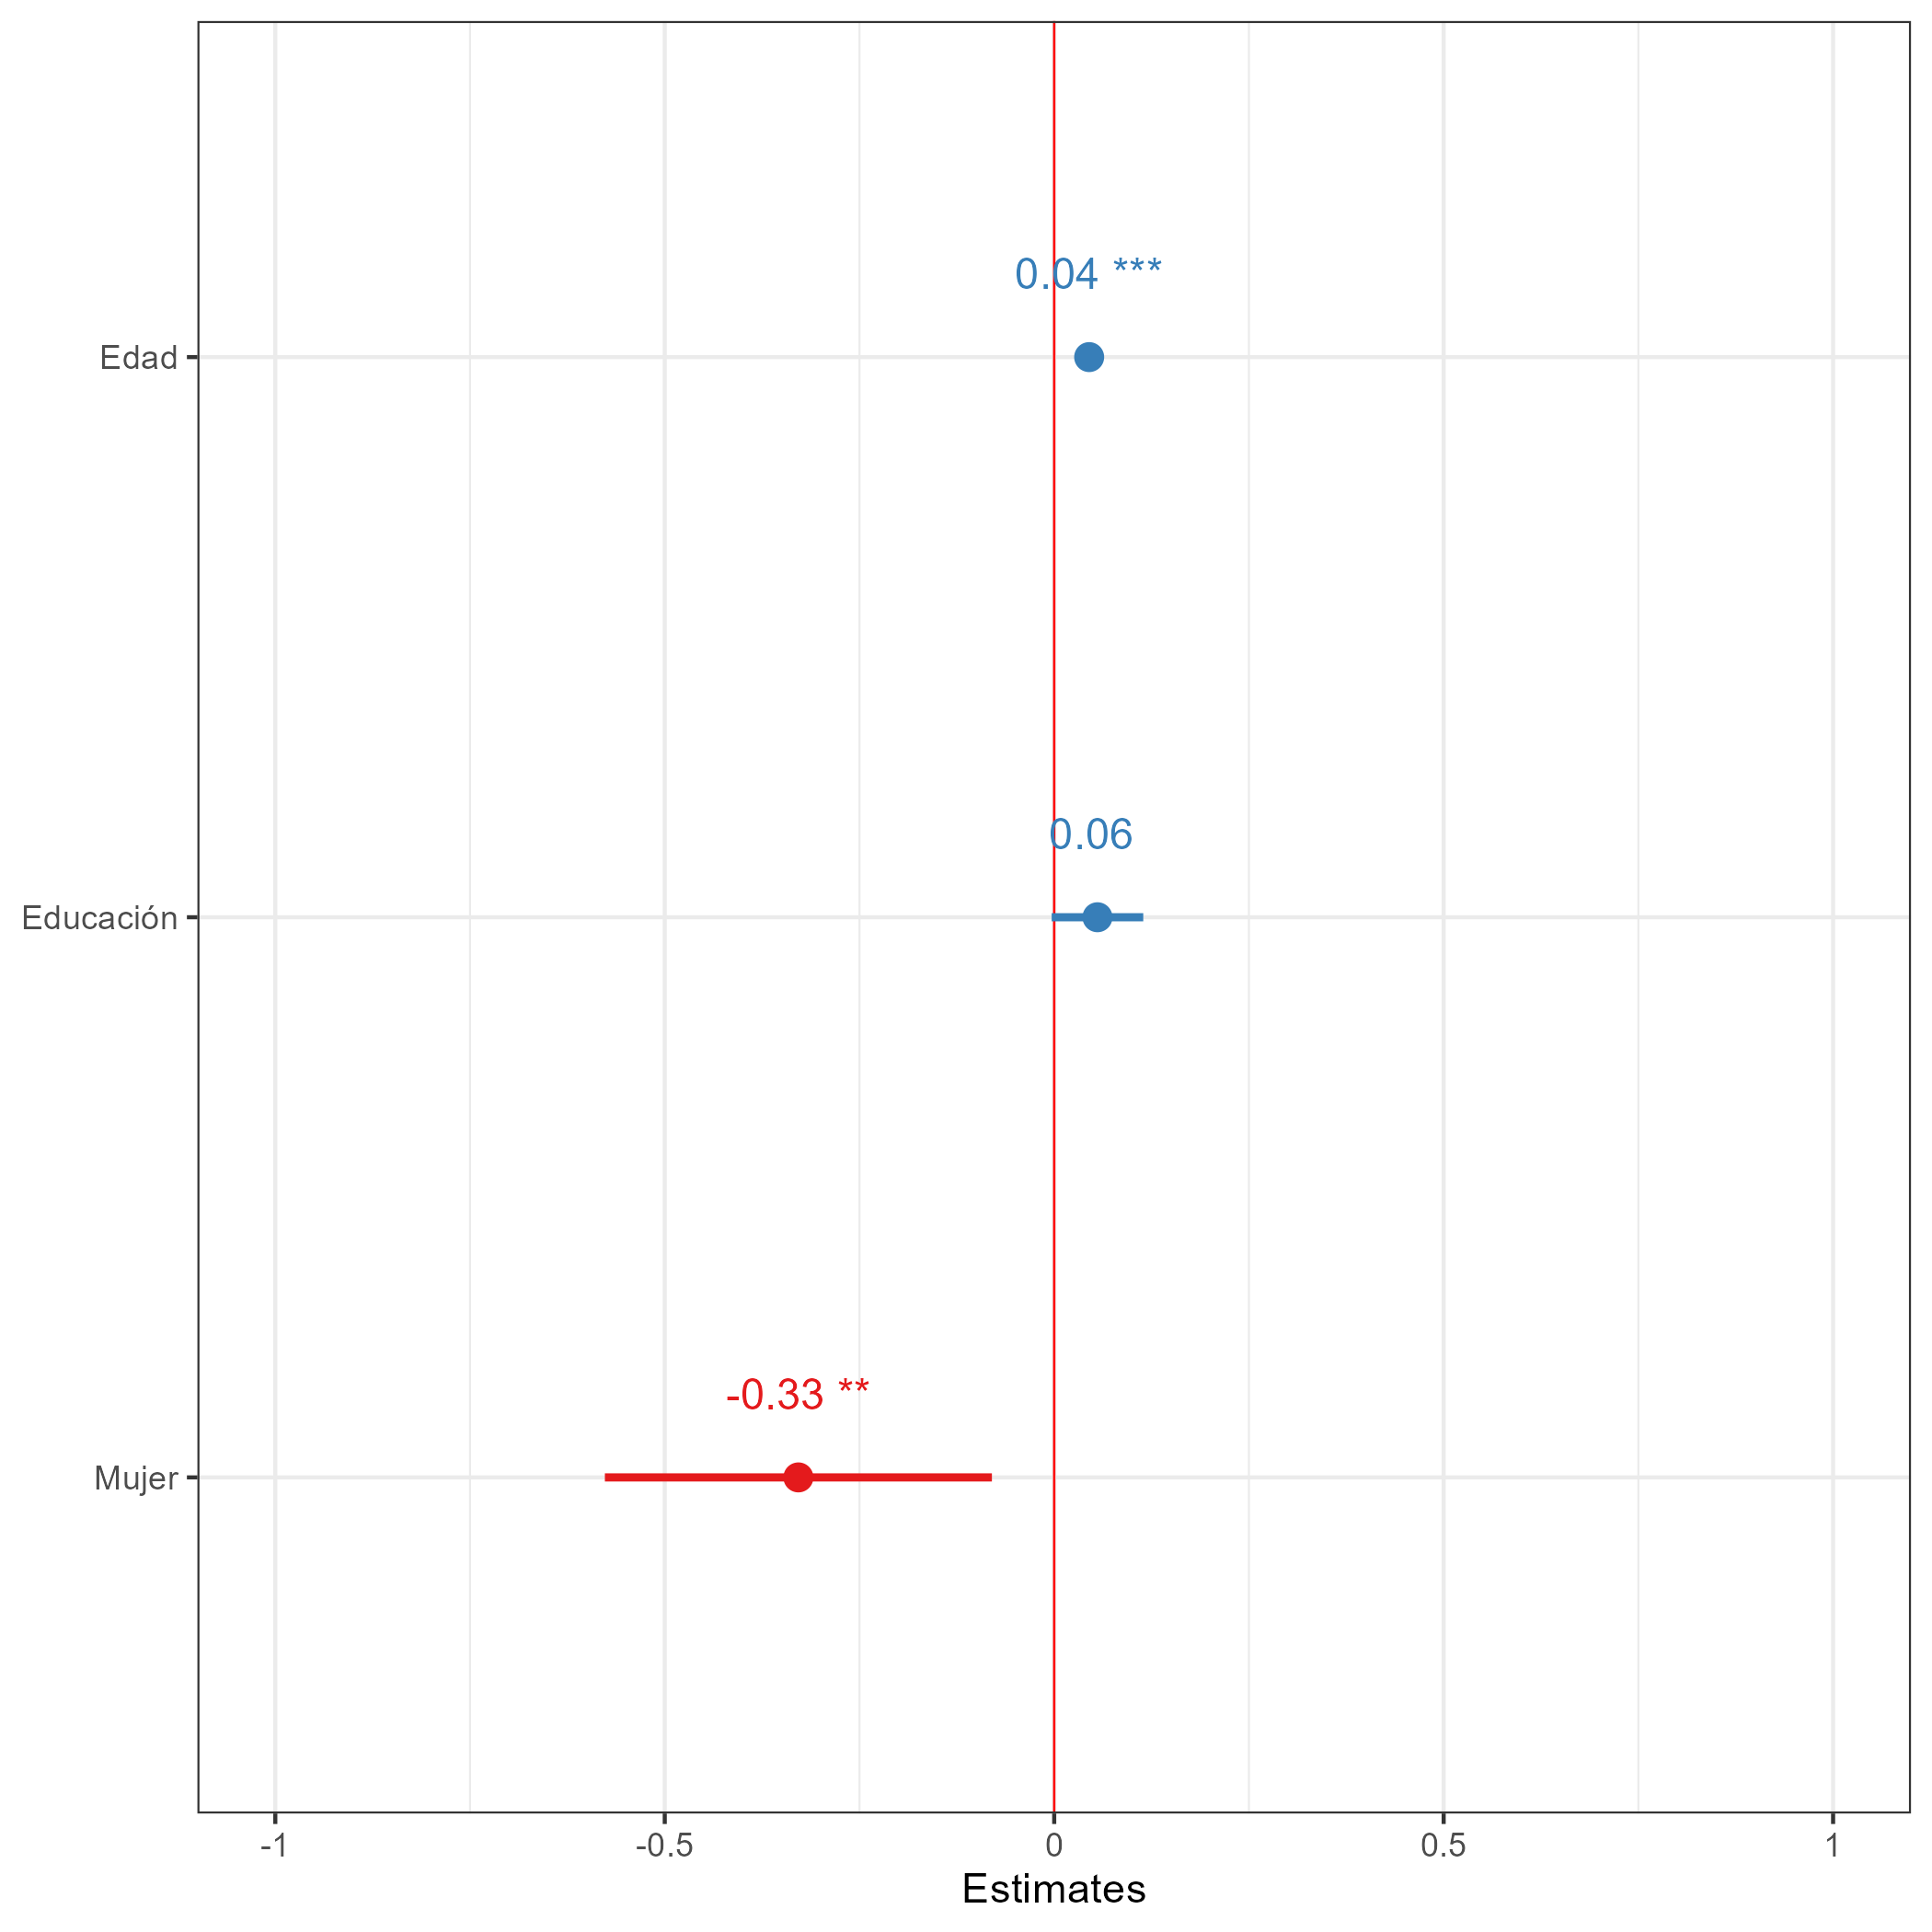 0.04 ***
Edad
0.06
Educación
-0.33 **
Mujer
-1 -0.5 0 0.5 1
Estimates